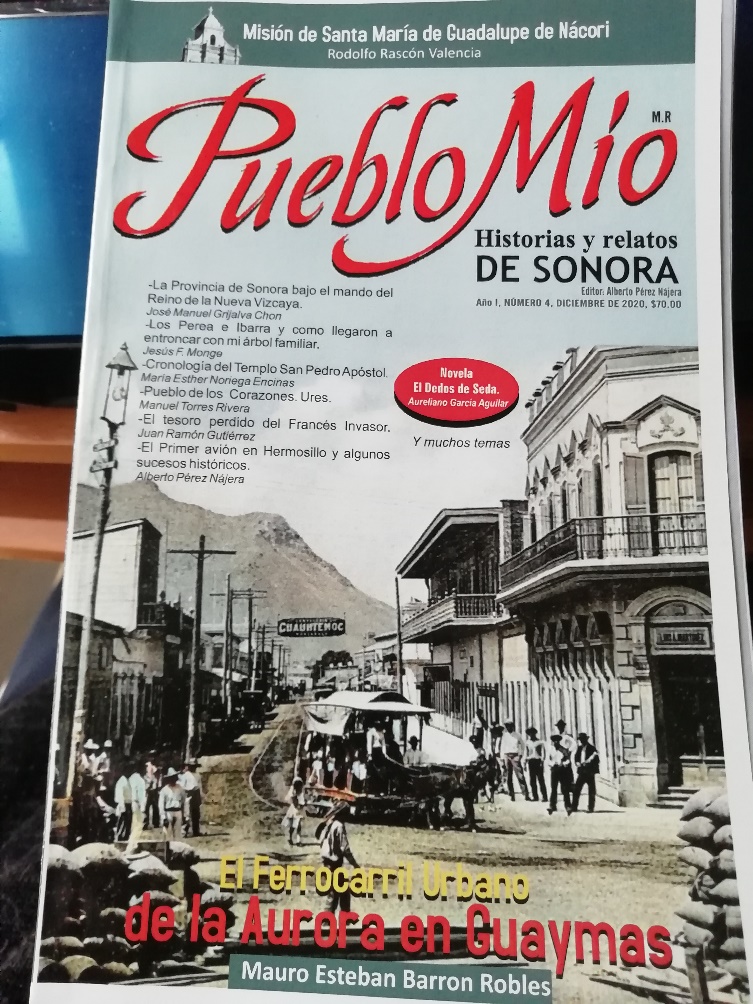 Misión de Santa María de Guadalupe de Nácori
Rodolfo Rascón Valencia
Pueblo Mío
M.R
Historias y relatos
DE SONORA
Editor: Alberto Pérez Nájera
Año I, NÚMERO 4, DICIEMBRE DE 2020, $70.00
-La Provincia de Sonora bajo el mando del
Reino de la Nueva Vizcaya.
José Manuel Grijalva Chon
-Los Perea e Ibarra y como llegaron a
entroncar con mi árbol familiar.
Jesús F. Monge
-Cronología del Templo San Pedro Apóstol.
María Esther Noriega Encinas
-Pueblo de los Corazones. Ures.
Manuel Torres Rivera
-El tesoro perdido del Francés Invasor.
Juan Ramón Gutiérrez
-El Primer avión en Hermosillo y algunos
sucesos históricos.
Alberto Pérez Nájera
Novela
El Dedos de Seda.
Aureliano García Aguilar
Y muchos temas
CUAUHTEMOC
El Ferrocarril Urbano
de la Aurora en Guaymas
Mauro Esteban Barron Robles